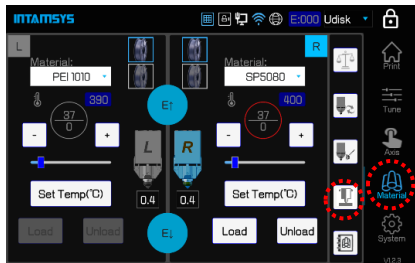 INTAMSYS
E:000 Udisk
L
Material:
PEI 1010
390
37
0
-
+
Set Temp(℃)
Load
Unload
E↑
L
R
0.4
0.4
E↓
R
Material:
SP5080
400
37
0
-
+
Set Temp(℃)
Load
Unload
Print
Tune
Axis
Material
System
V1.2.3